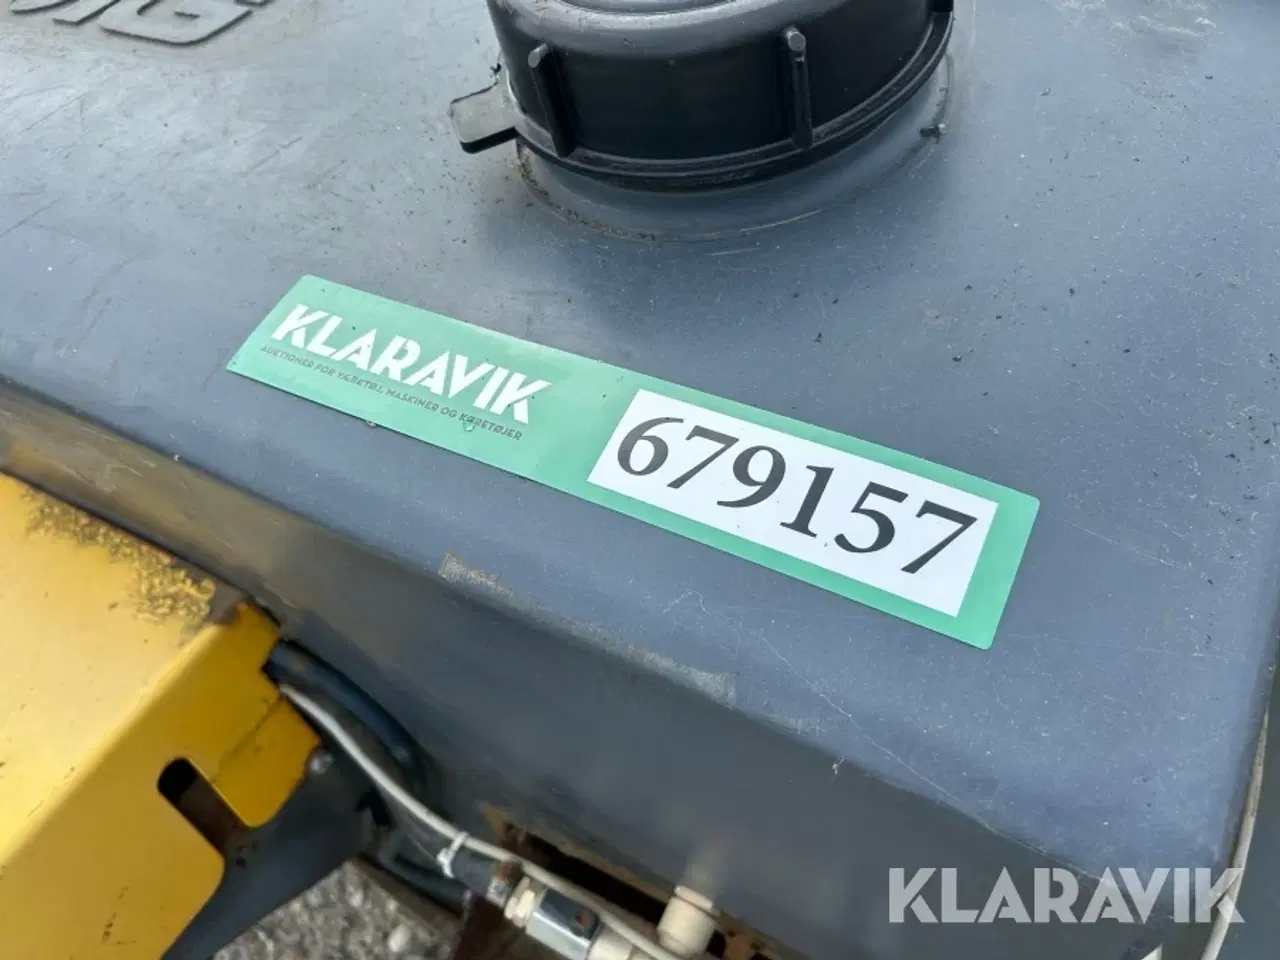 KLARAVIK
AUKTIONER FOR VÆRKTØJ, MASKINER OG KØRETØJER
679157
KLARAVIK